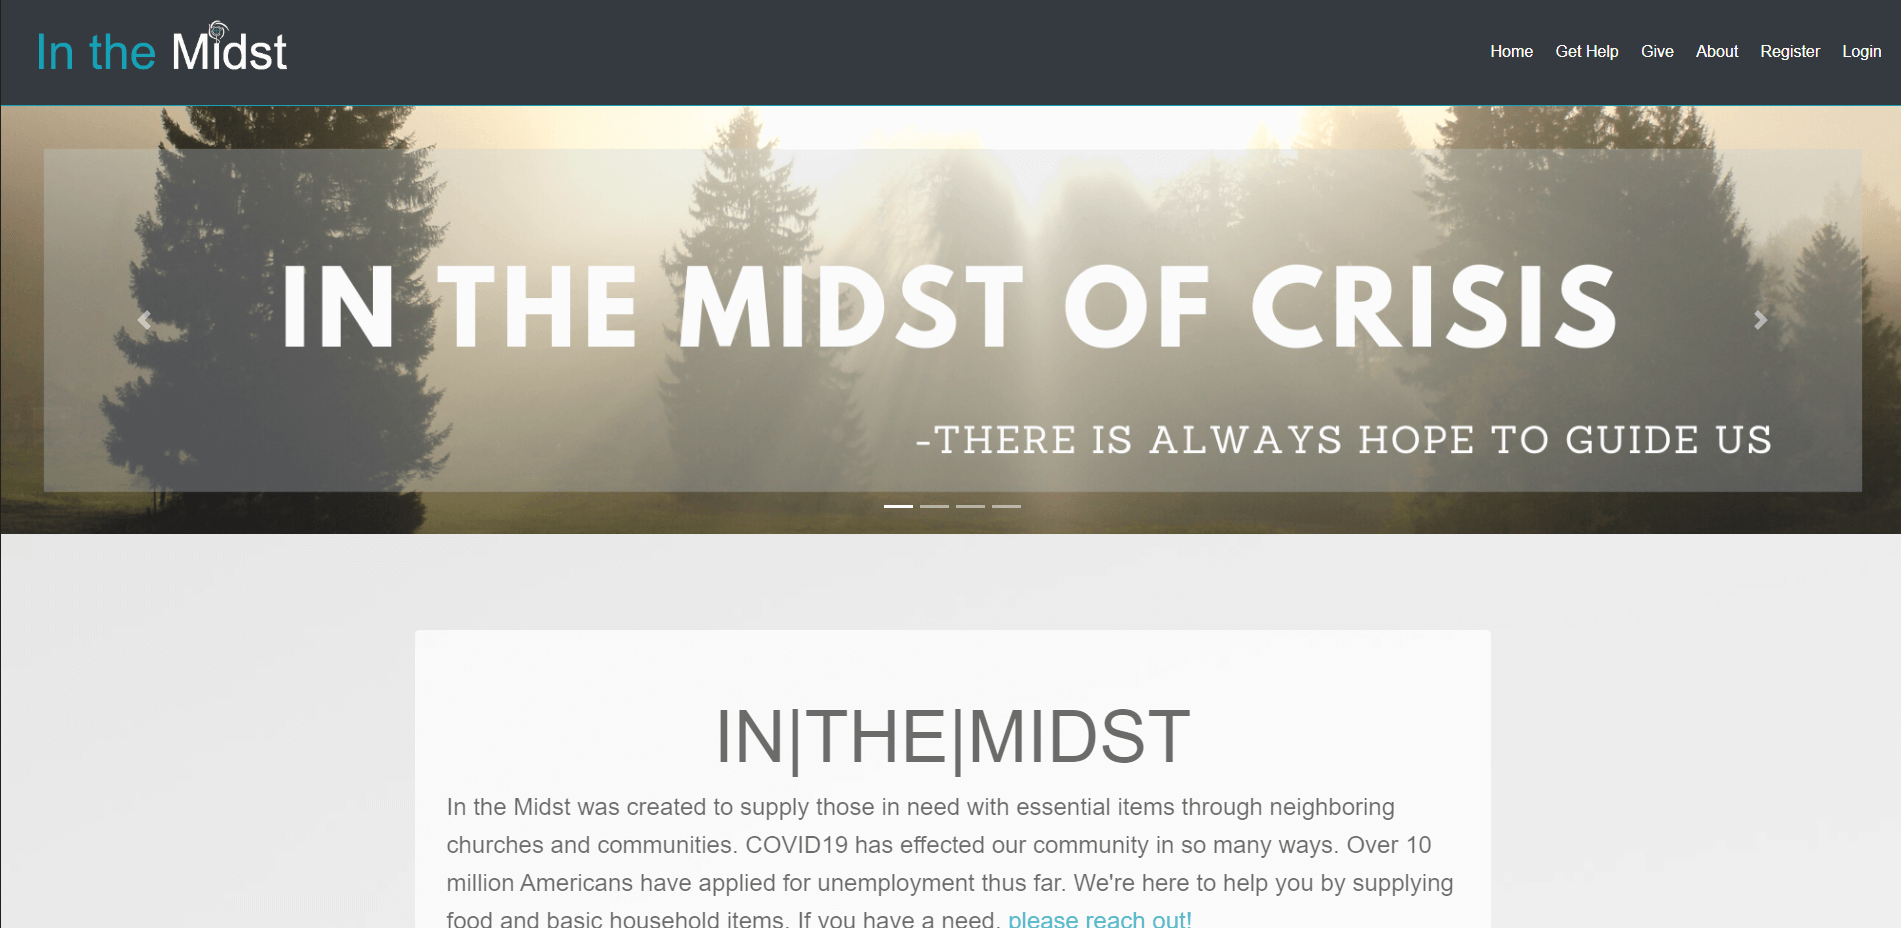 In the Midst
Home Get Help Give About Register Login
IN THE MIDST OF CRISIS
-THERE IS ALWAYS HOPE TO GUIDE US
IN|THE|MIDST
In the Midst was created to supply those in need with essential items through neighboring
churches and communities. COVID19 has effected our community in so many ways. Over 10
million Americans have applied for unemployment thus far. We're here to help you by supplying
food and basic household items. If you have a need, please reach out!